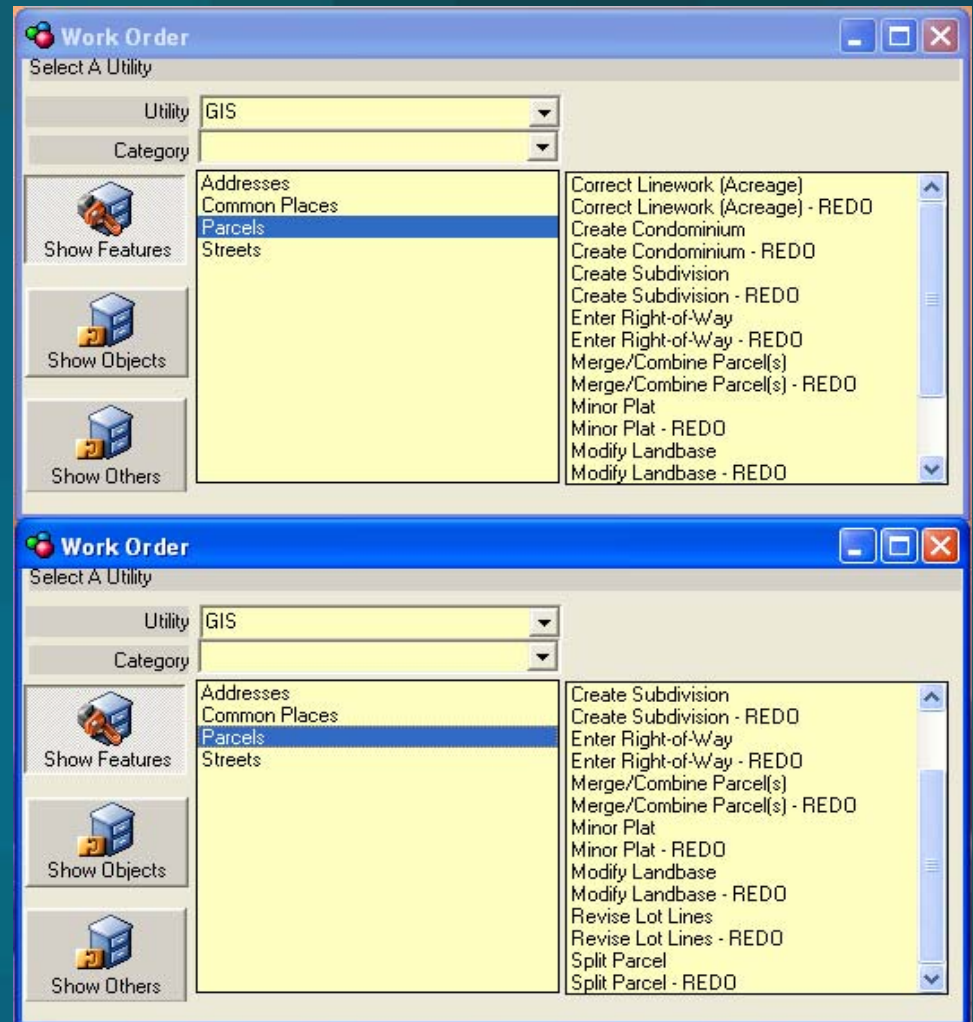 Work Order
Select A Utility
Utility GIS
Category
Show Features
Show Objects
Show Others
Addresses
Common Places
Parcels
Streets
Correct Linework (Acreage)
Correct Linework (Acreage) - REDO
Create Condominium
Create Condominium - REDO
Create Subdivision
Create Subdivision - REDO
Enter Right-of-Way
Enter Right-of-Way - REDO
Merge/Combine Parcel(s)
Merge/Combine Parcel(s) - REDO
Minor Plat
Minor Plat - REDO
Modify Landbase
Modify Landbase - REDO
Work Order
Select A Utility
Utility GIS
Category
Show Features
Show Objects
Show Others
Addresses
Common Places
Parcels
Streets
Create Subdivision
Create Subdivision - REDO
Enter Right-of-Way
Enter Right-of-Way - REDO
Merge/Combine Parcel(s)
Merge/Combine Parcel(s) - REDO
Minor Plat
Minor Plat - REDO
Modify Landbase
Modify Landbase - REDO
Revise Lot Lines
Revise Lot Lines - REDO
Split Parcel
Split Parcel - REDO